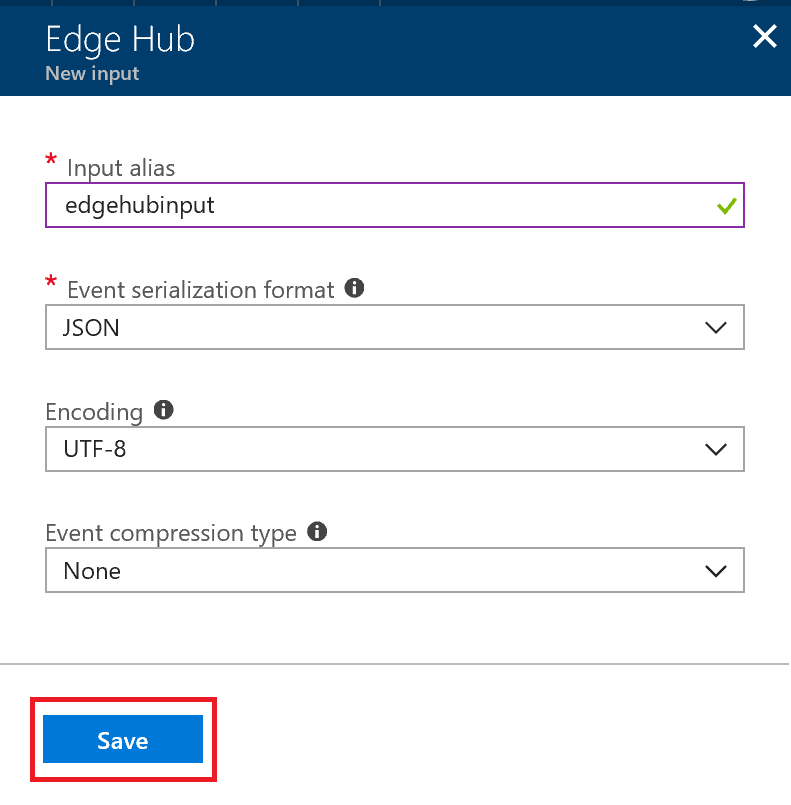 Edge Hub
New input
* Input alias
edgehubinput
* Event serialization format
JSON
Encoding
UTF-8
Event compression type
None
Save